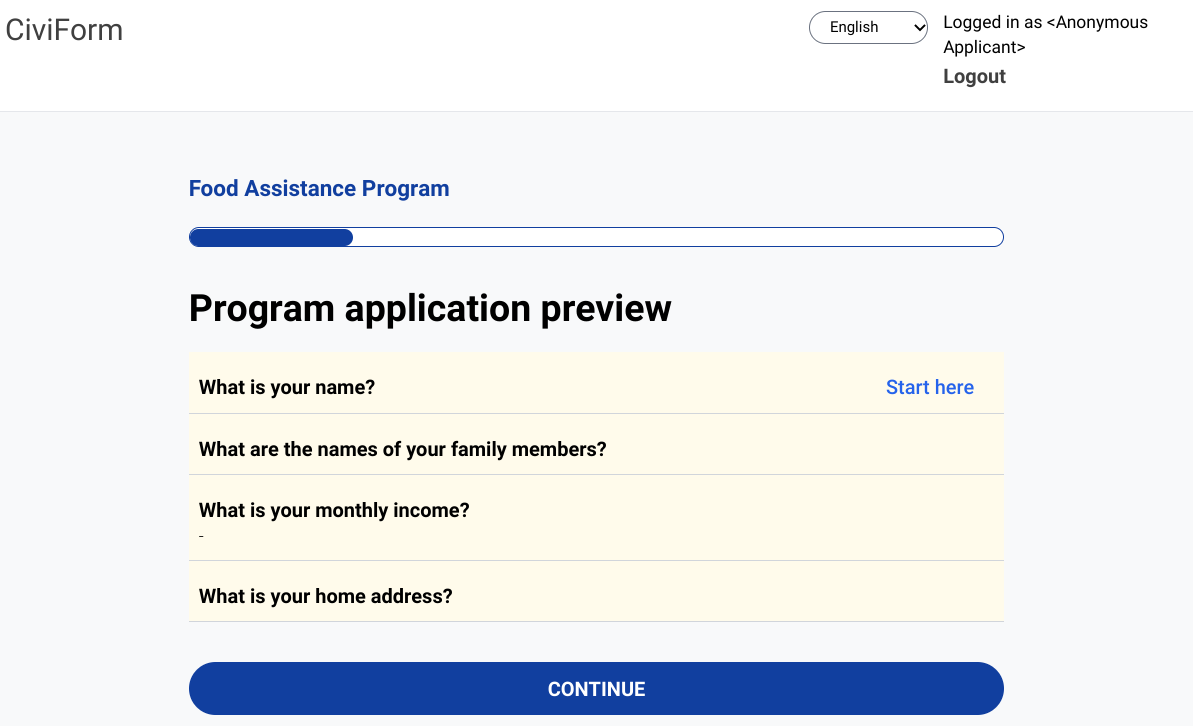 CiviForm
English
Logged in as <Anonymous
Applicant>
Logout
Food Assistance Program
Program application preview
What is your name?
Start here
What are the names of your family members?
What is your monthly income?
-
What is your home address?
CONTINUE